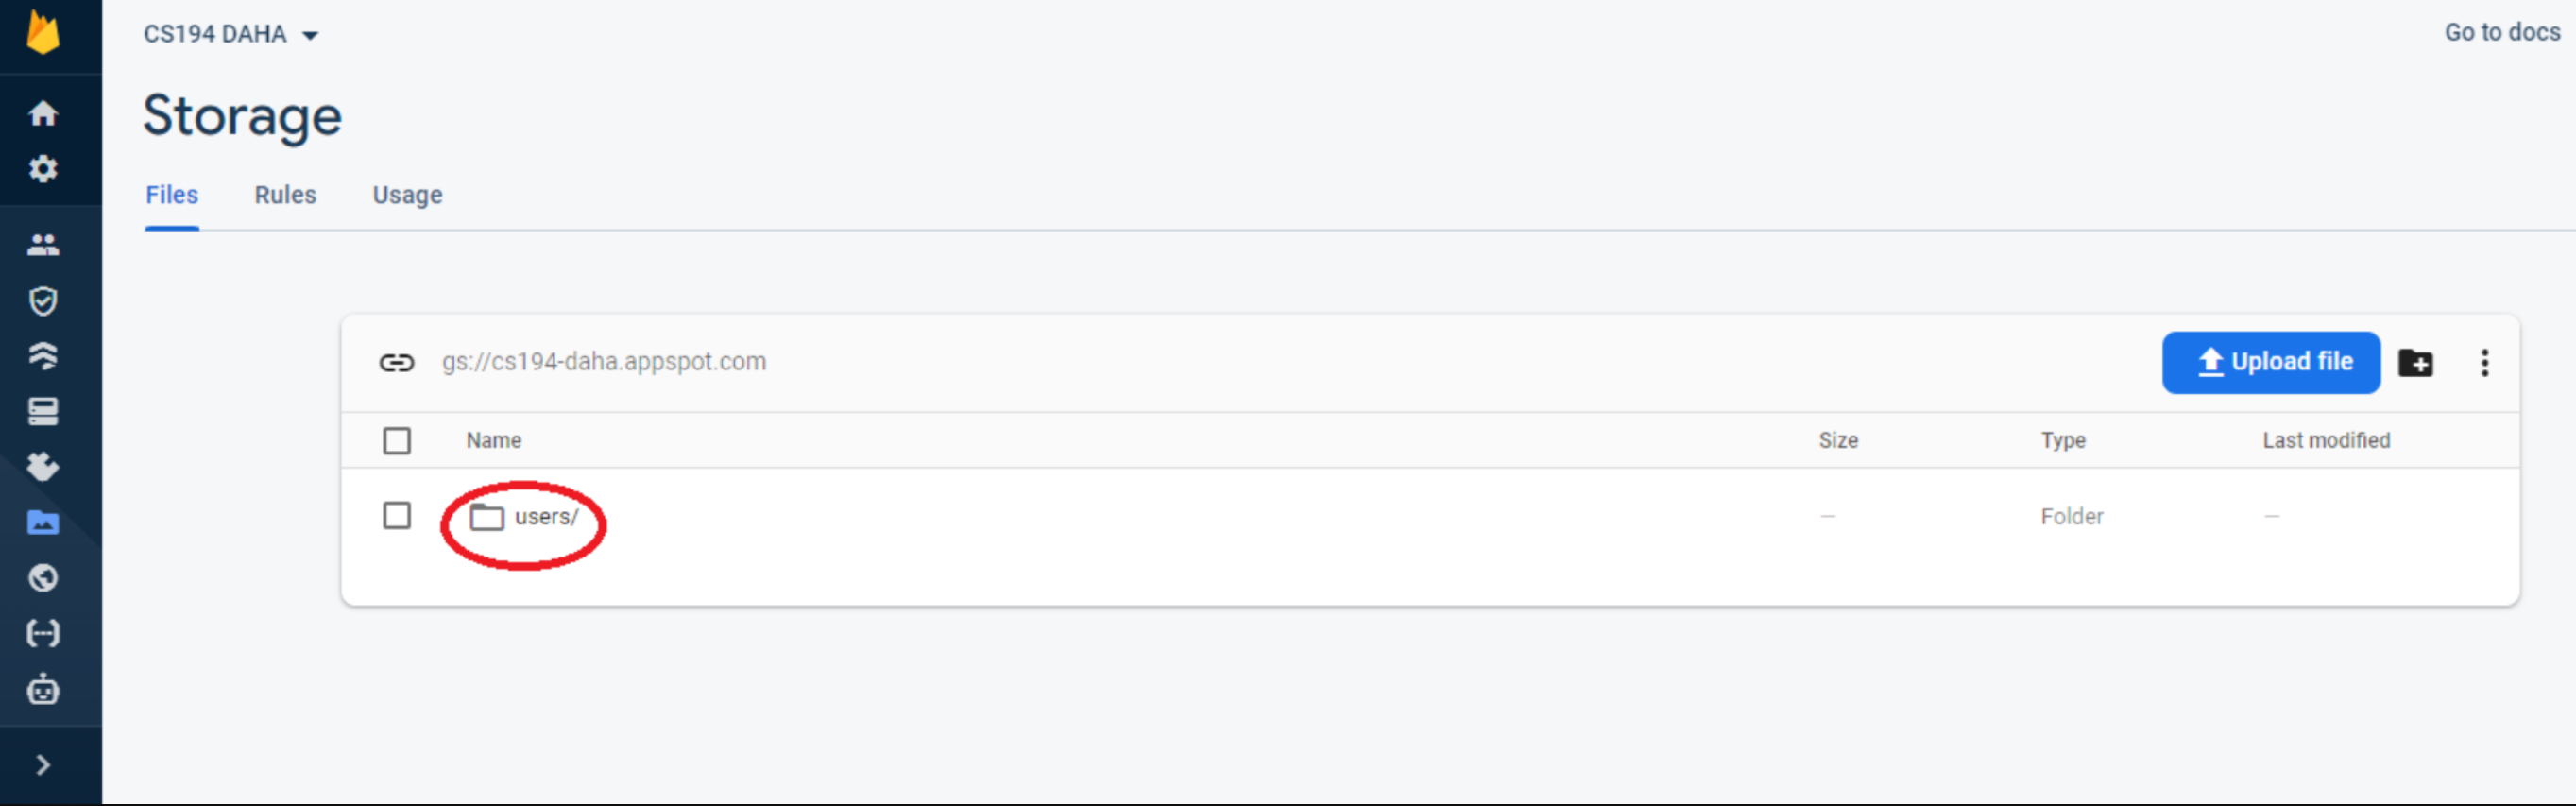 CS194 DAHA
Go to docs
Storage
Files Rules Usage
gs://cs194-daha.appspot.com
Upload file
Name Size Type Last modified
users/ — Folder —